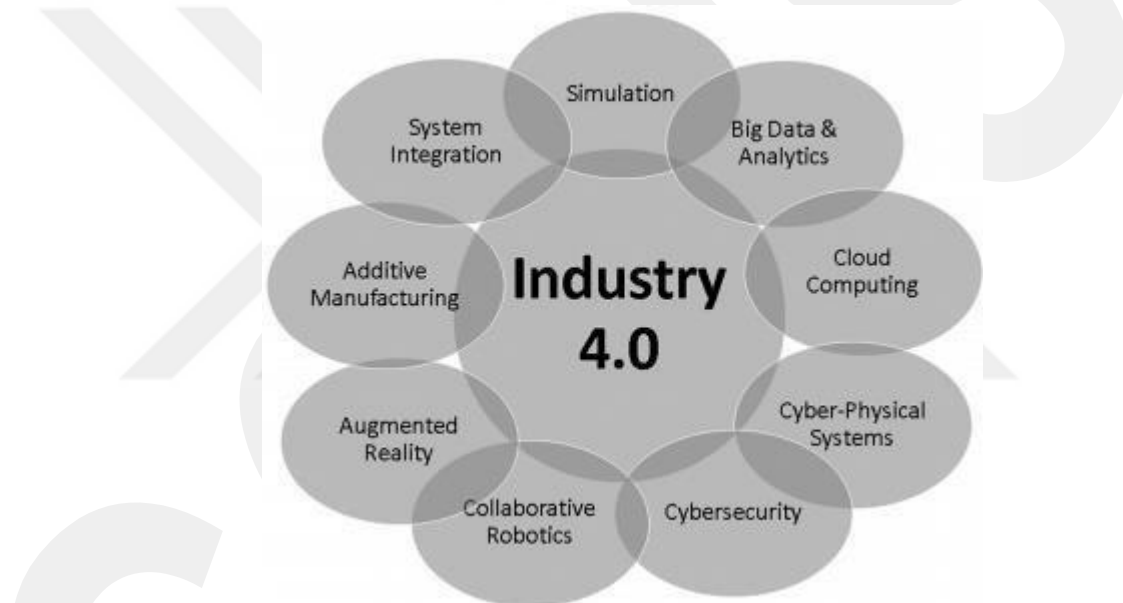 Simulation
Big Data &
Analytics
Cloud
Computing
Cyber-Physical
Systems
Cybersecurity
Collaborative
Robotics
Augmented
Reality
Additive
Manufacturing
System
Integration
Industry
4.0